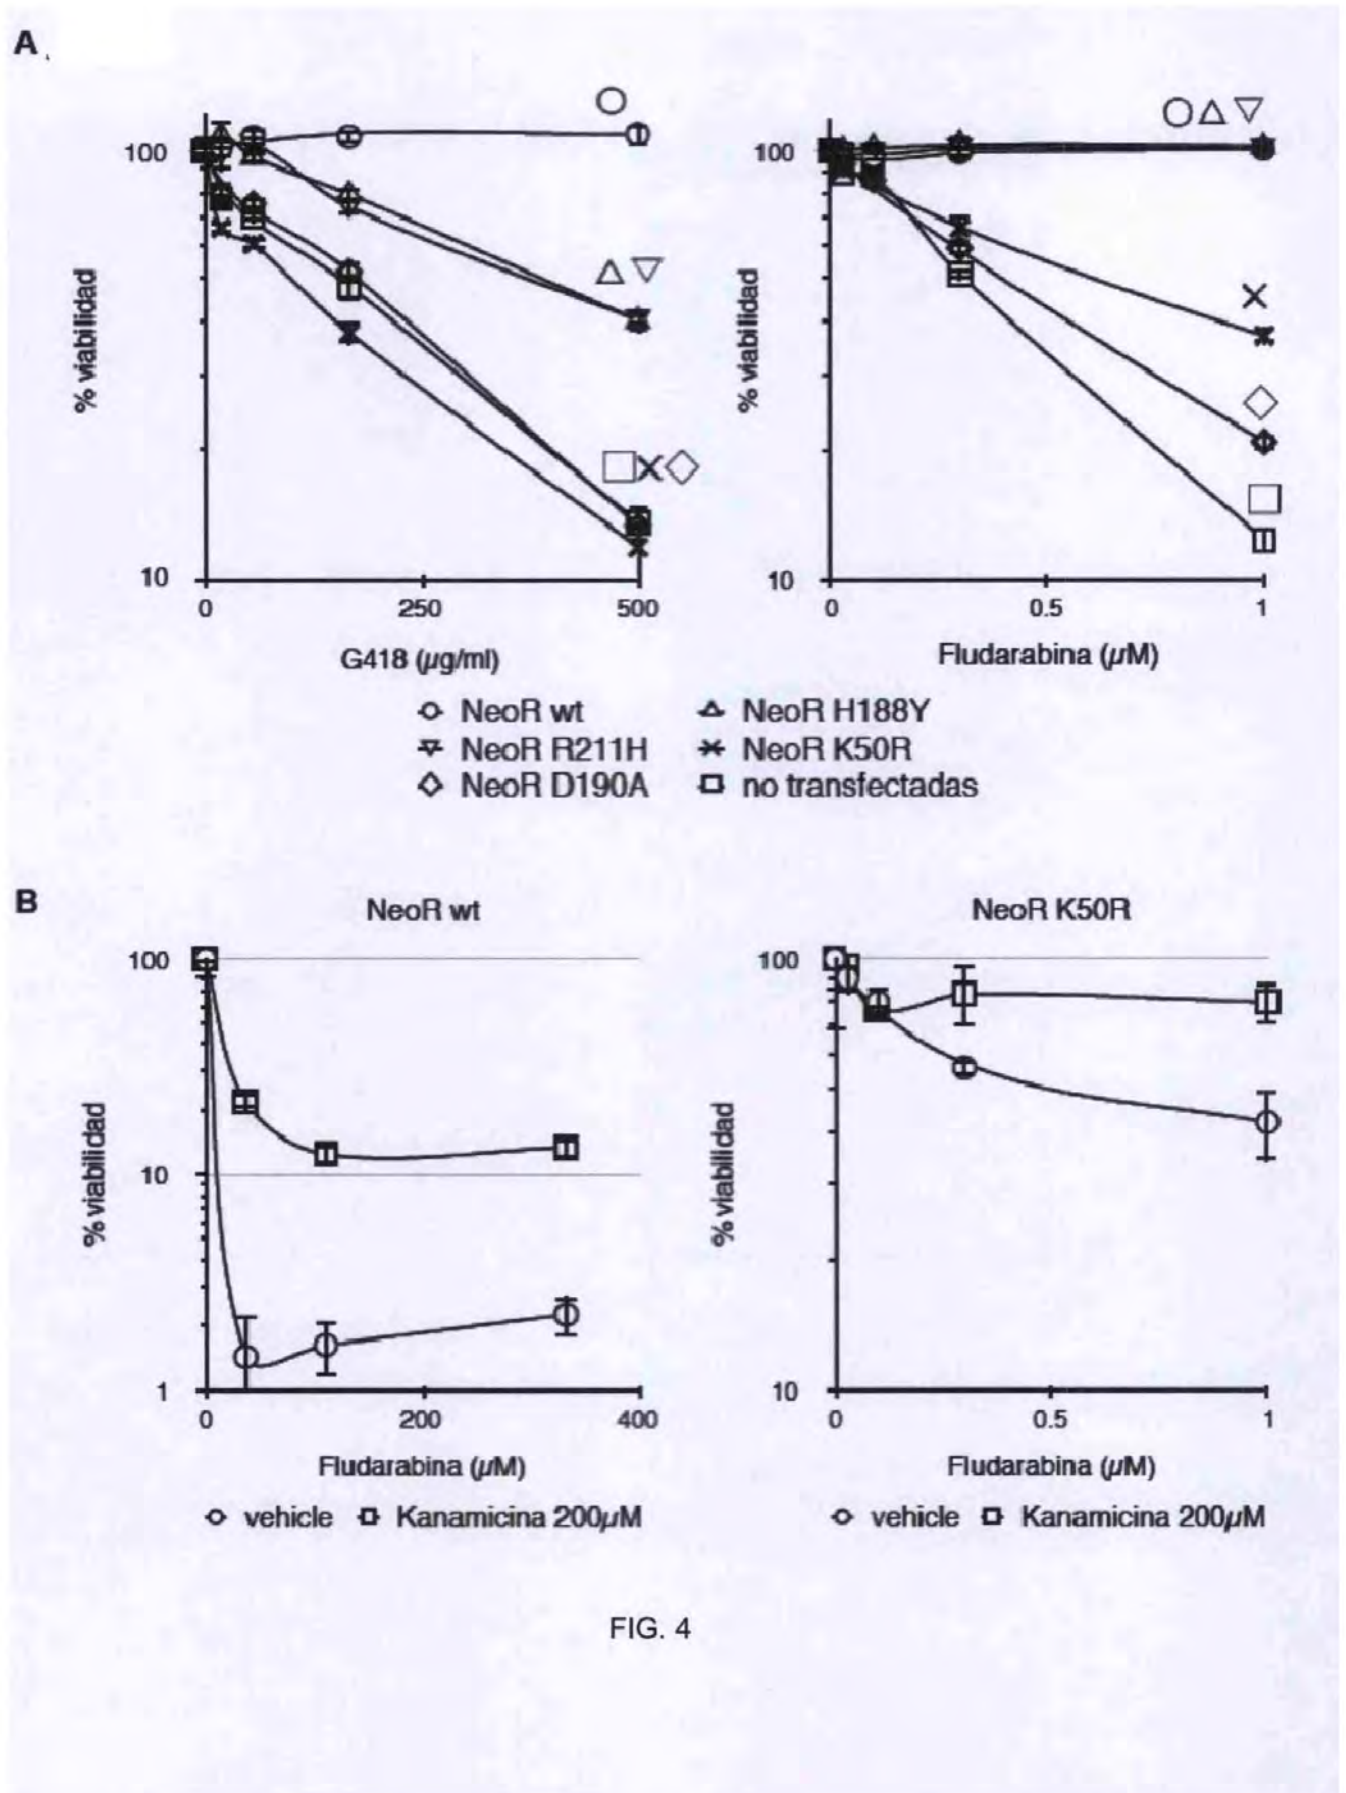 A.
100
10
% viabilidad
0 250 500
G418 (µg/ml)
100
10
% viabilidad
0 0.5 1
Fludarabina (µM)
NeoR wt NeoR H188Y
NeoR R211H NeoR K50R
NeoR D190A no transfectadas
B
NeoR wt
100
10
1
% viabilidad
0 200 400
Fludarabina (µM)
vehicle Kanamicina 200µM
NeoR K50R
100
10
% viabilidad
0 0.5 1
Fludarabina (µM)
vehicle Kanamicina 200µM
FIG. 4